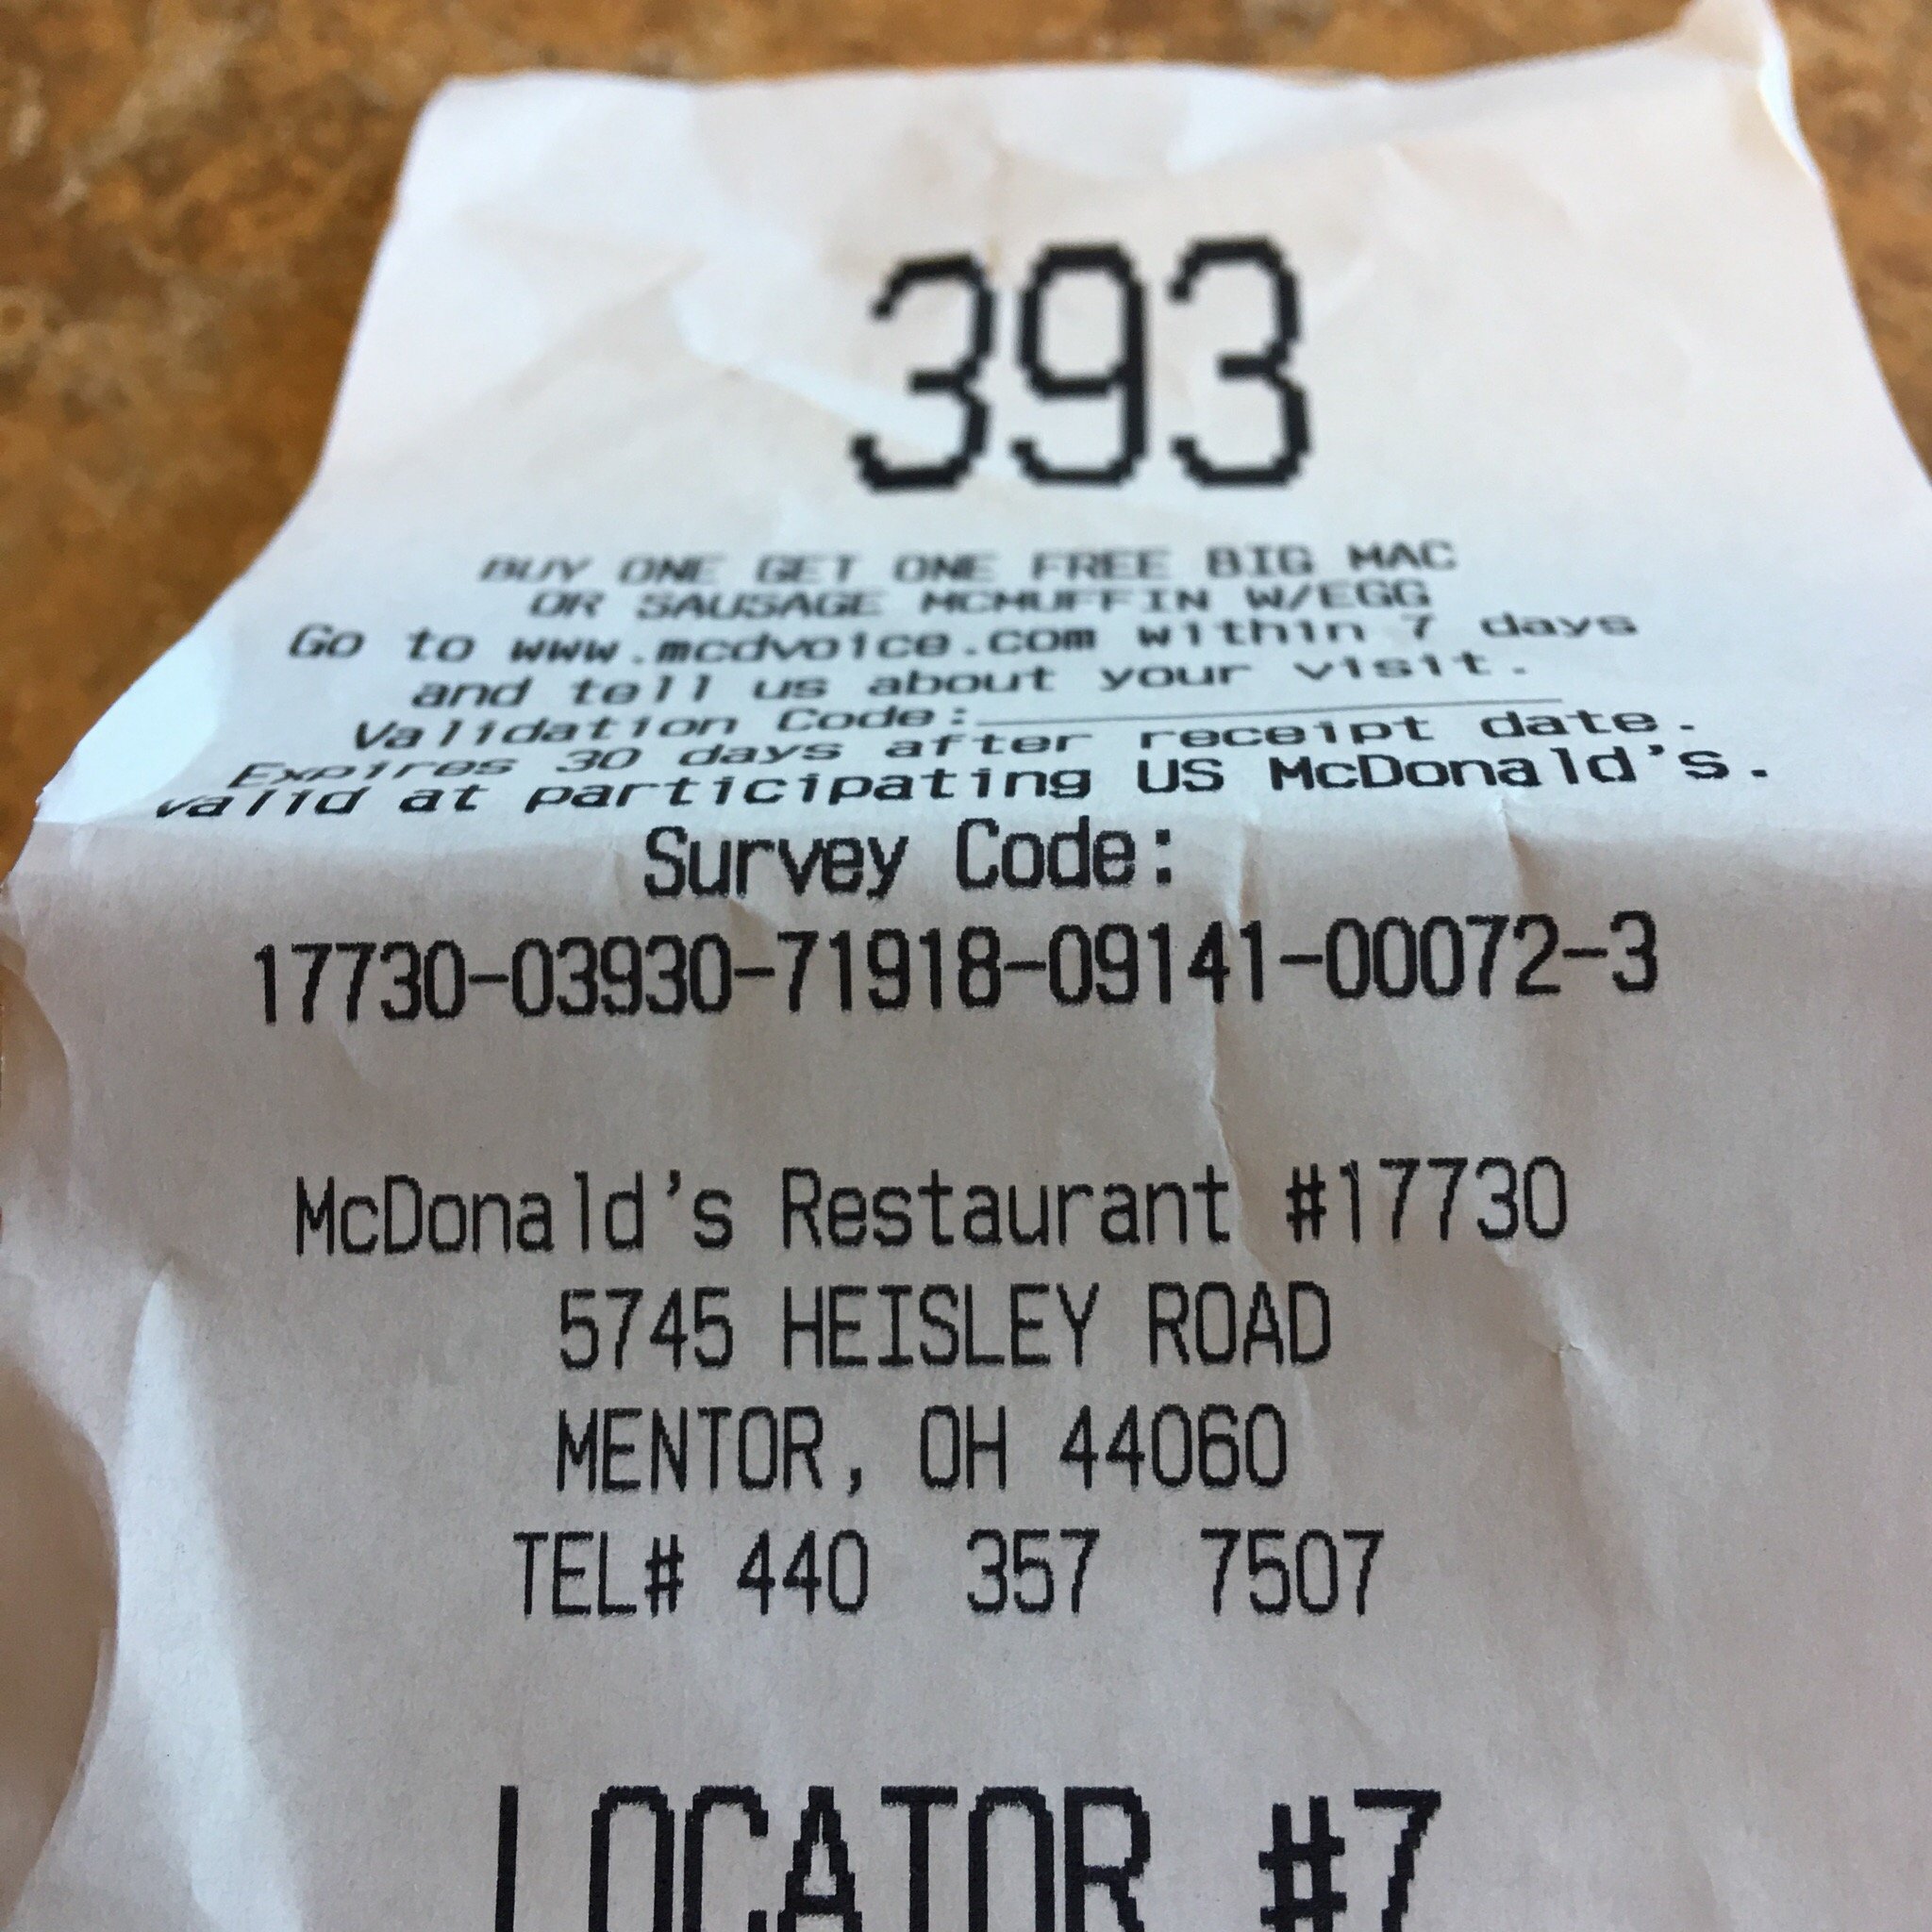 393
BUY ONE GET ONE FREE BIG MAC
OR SAUSAGE MCMUFFIN W/EGG
Go to www.mcdvoice.com within 7 days
and tell us about your visit.
Validation Code:
Expires 30 days after receipt date.
Valid at participating US McDonald's.
Survey Code:
17730-03930-71918-09141-00072-3
McDonald's Restaurant #17730
5745 HEISLEY ROAD
MENTOR, OH 44060
TEL# 440 357 7507
LOCATOR #7